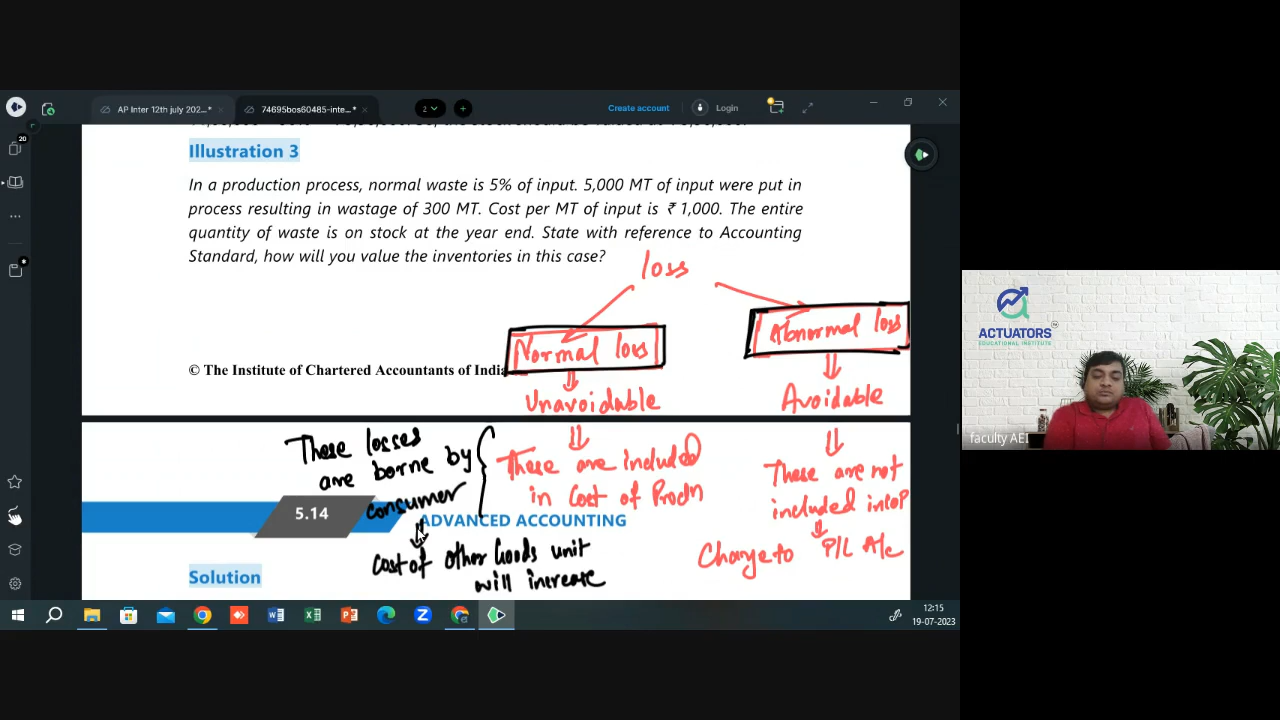 AP Inter 12th july 202...*
74695bos60485-inte...*
2
Create account
Login
20
Illustration 3
In a production process, normal waste is 5% of input. 5,000 MT of input were put in
process resulting in wastage of 300 MT. Cost per MT of input is ₹ 1,000. The entire
quantity of waste is on stock at the year end. State with reference to Accounting
Standard, how will you value the inventories in this case?
loss
Normal loss
Abnormal loss
© The Institute of Chartered Accountants of India
Unavoidable
Avoidable
These losses
are borne by
consumer
These are included
in Cost of Prodn
These are not
included in COP
5.14
ADVANCED ACCOUNTING
Cost of other Goods unit
will increase
Charge to P/L A/c
Solution
ACTUATORS
EDUCATIONAL INSTITUTE
faculty AEI
12:15
19-07-2023